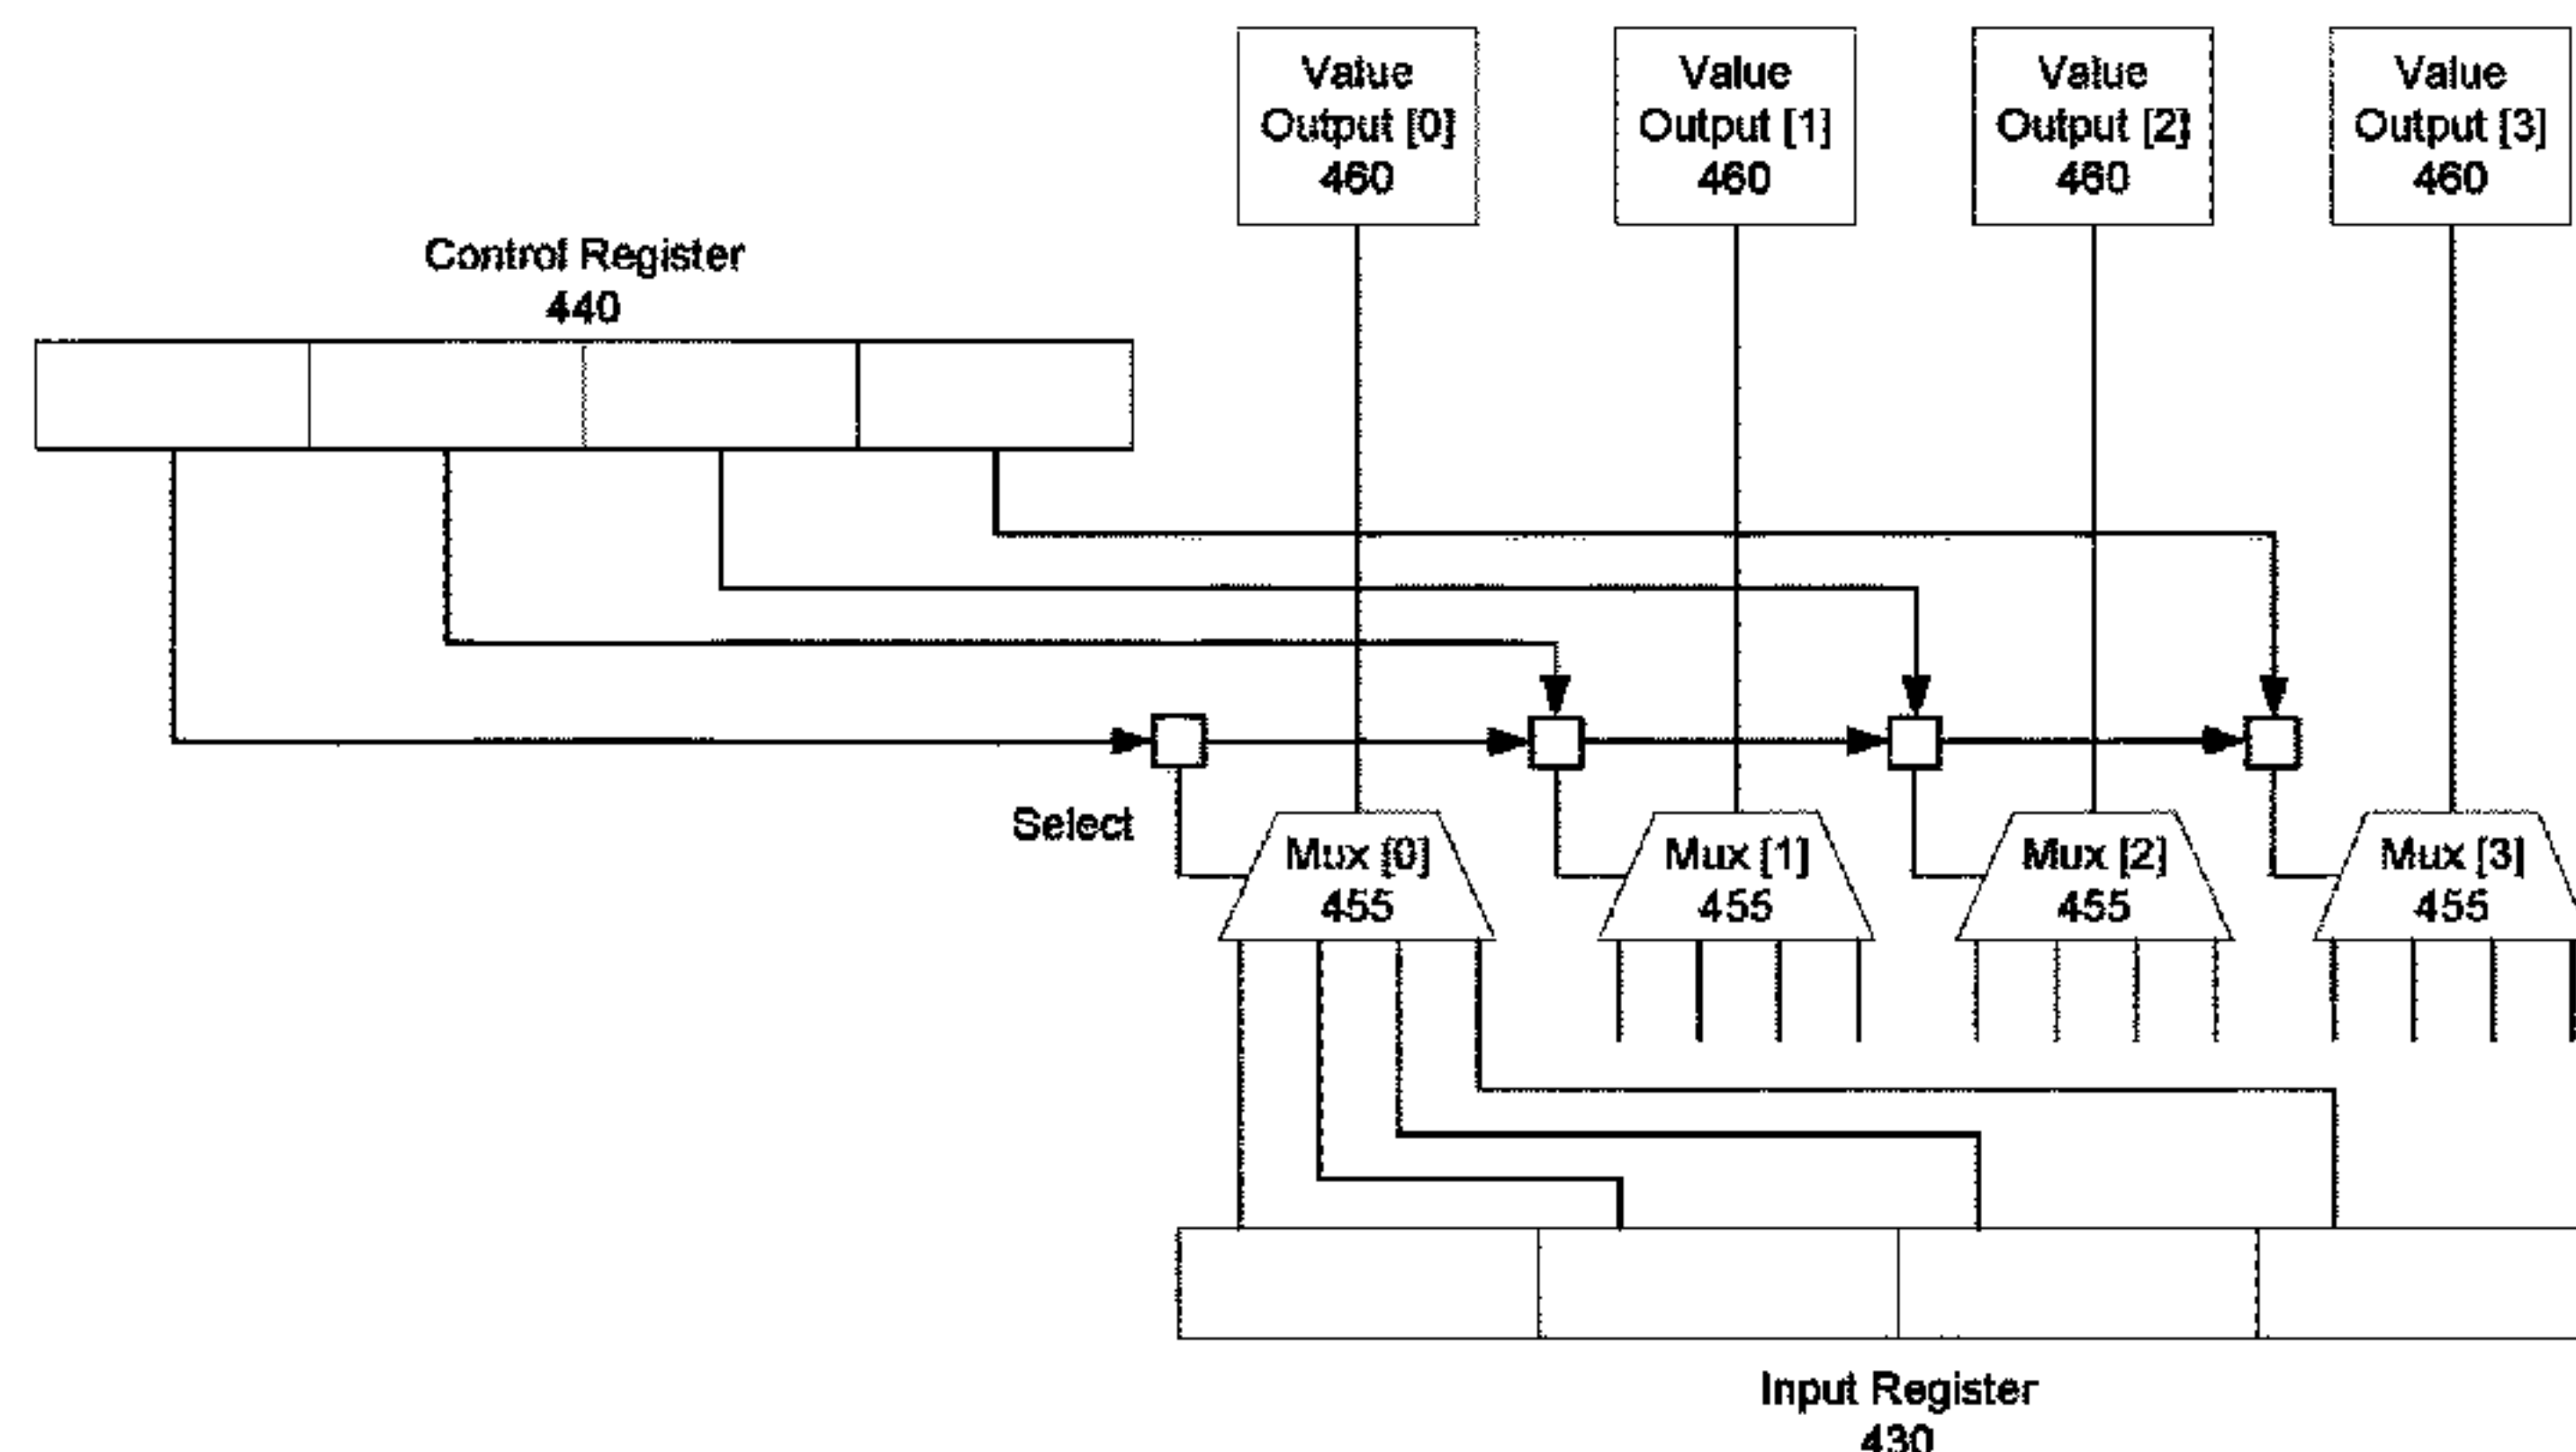 Value
Output [0]
460
Value
Output [1]
460
Value
Output [2]
460
Value
Output [3]
460
Control Register
440
Select
Mux [0]
455
Mux [1]
455
Mux [2]
455
Mux [3]
455
Input Register
430